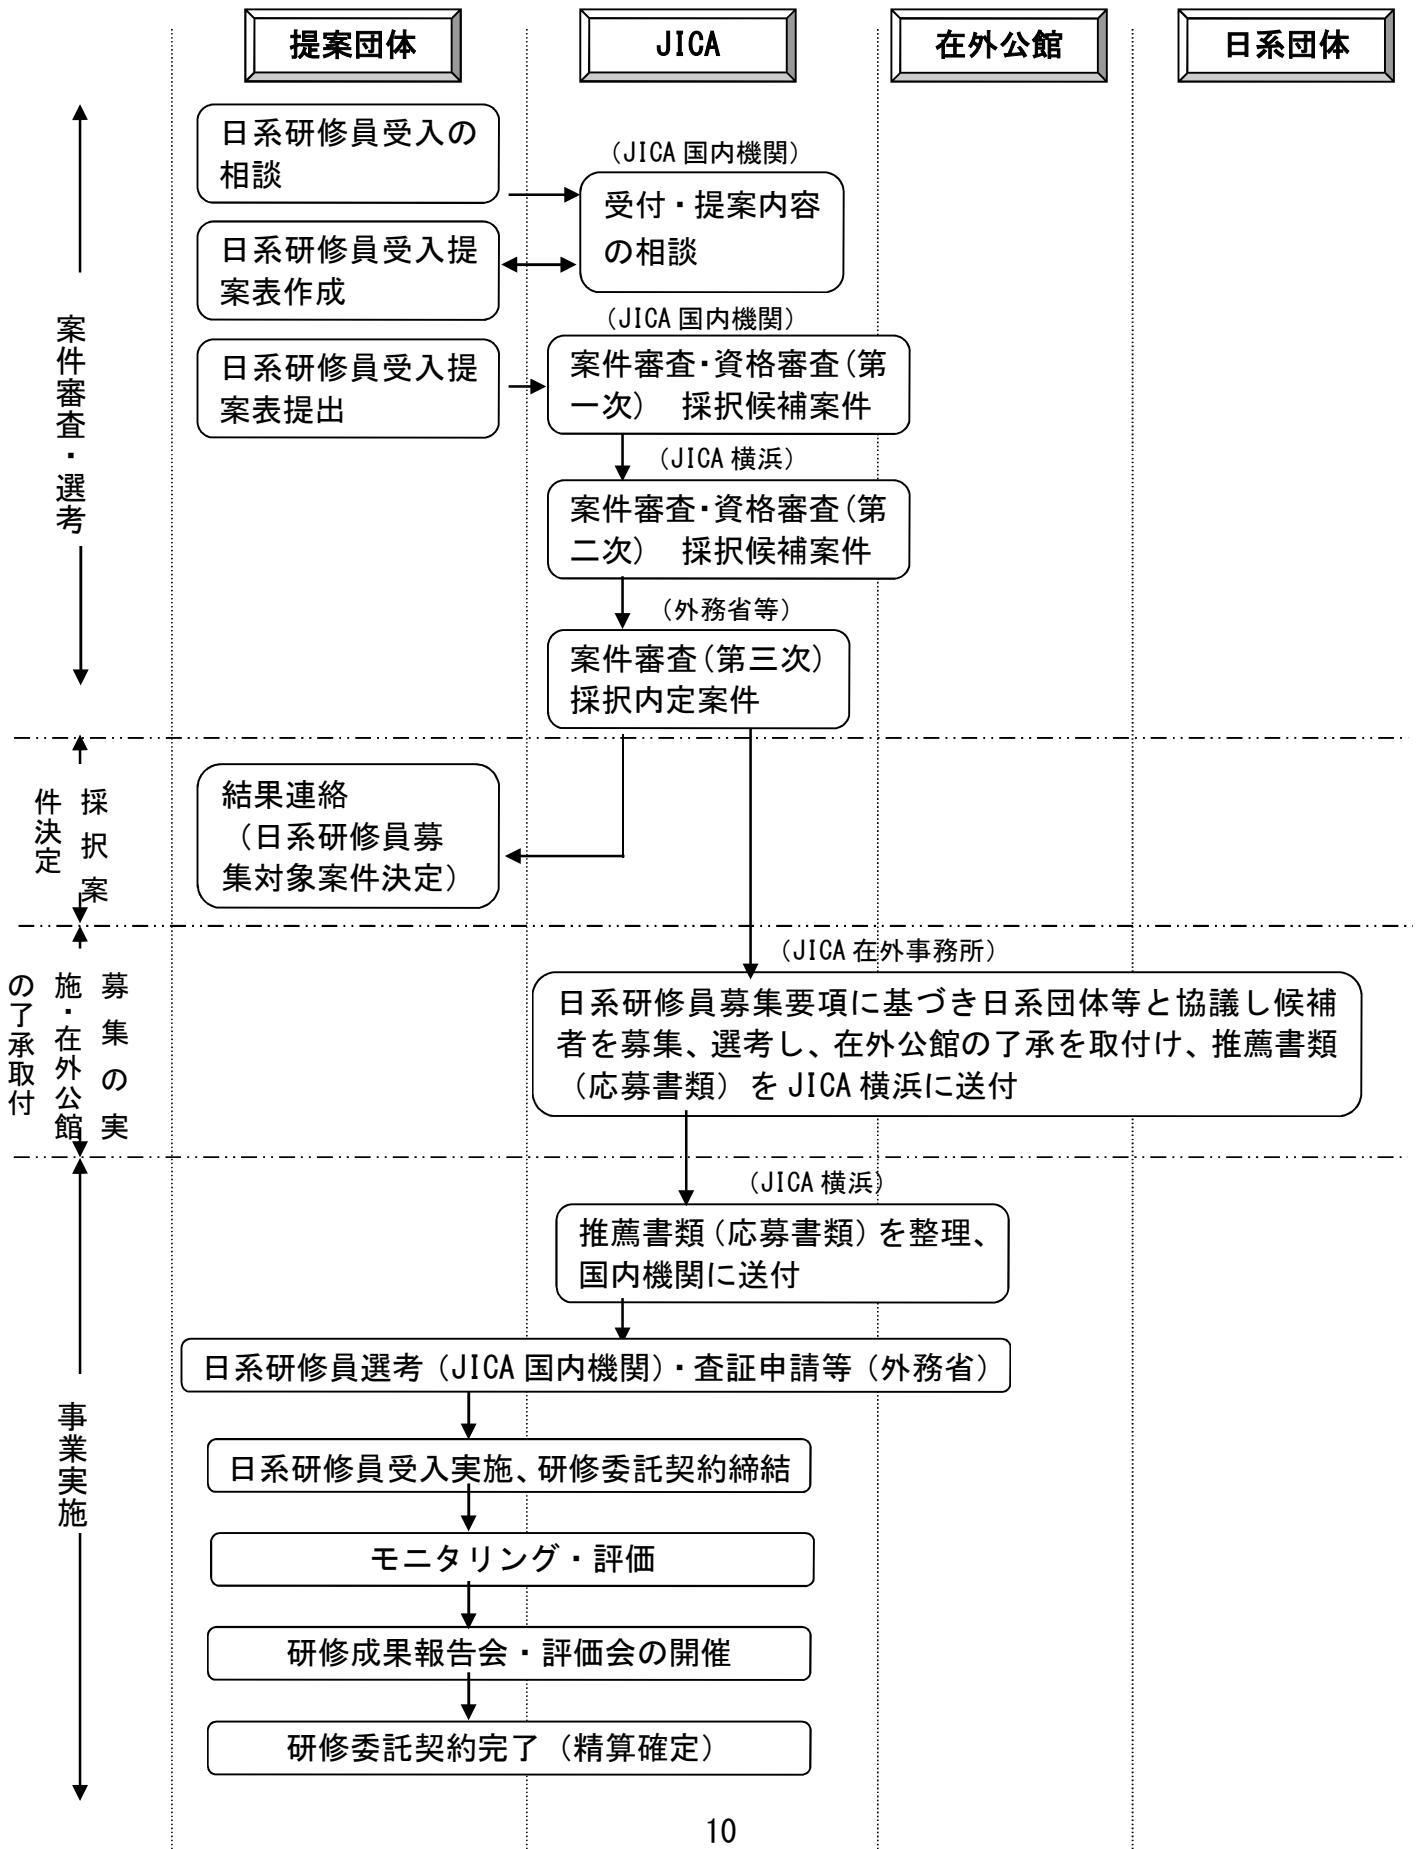 提案団体
JICA
在外公館
日系団体
日系研修員受入の
相談
(JICA 国内機関)
受付・提案内容
の相談
日系研修員受入提
案表作成
(JICA 国内機関)
日系研修員受入提
案表提出
案件審査・資格審査(第
一次) 採択候補案件
(JICA 横浜)
案件審査・資格審査(第
二次) 採択候補案件
(外務省等)
案件審査(第三次)
採択内定案件
案件審査・選考
結果連絡
(日系研修員募
集対象案件決定)
採択案
件決定
(JICA 在外事務所)
日系研修員募集要項に基づき日系団体等と協議し候補
者を募集、選考し、在外公館の了承を取付け、推薦書類
(応募書類) を JICA 横浜に送付
募集の実
施・在外公館
の了承取付
(JICA 横浜)
推薦書類(応募書類)を整理、
国内機関に送付
日系研修員選考(JICA 国内機関)・査証申請等(外務省)
日系研修員受入実施、研修委託契約締結
モニタリング・評価
研修成果報告会・評価会の開催
研修委託契約完了(精算確定)
事業実施
10